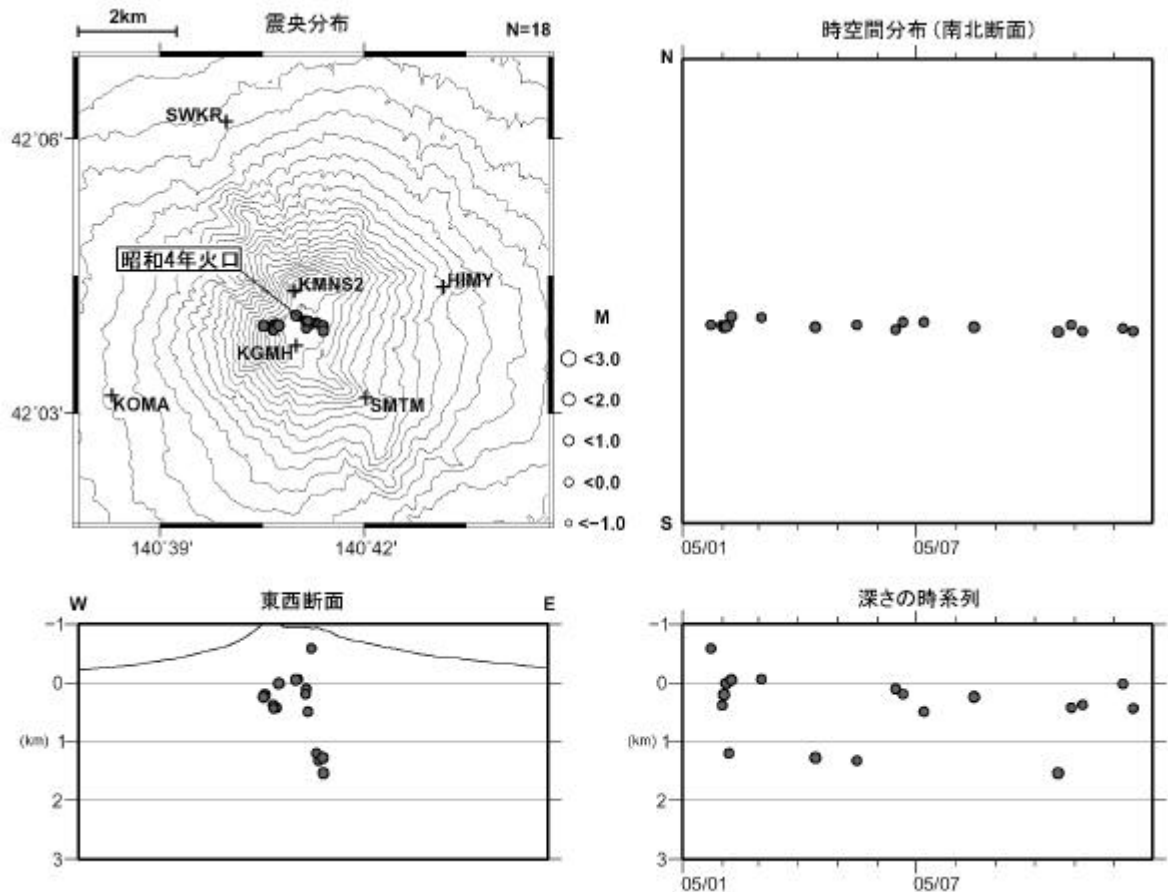 2km
震央分布
N=18
SWKR
42°06'
昭和4年火口
KMNS2
HIMY
KGMH
KOMA
SMTM
42°03'
140°39'
140°42'
M
<3.0
<2.0
<1.0
<0.0
<−1.0
時空間分布（南北断面）
N
S
05/01
05/07
W
東西断面
E
−1
0
(km)
1
2
3
深さの時系列
−1
0
(km)
1
2
3
05/01
05/07